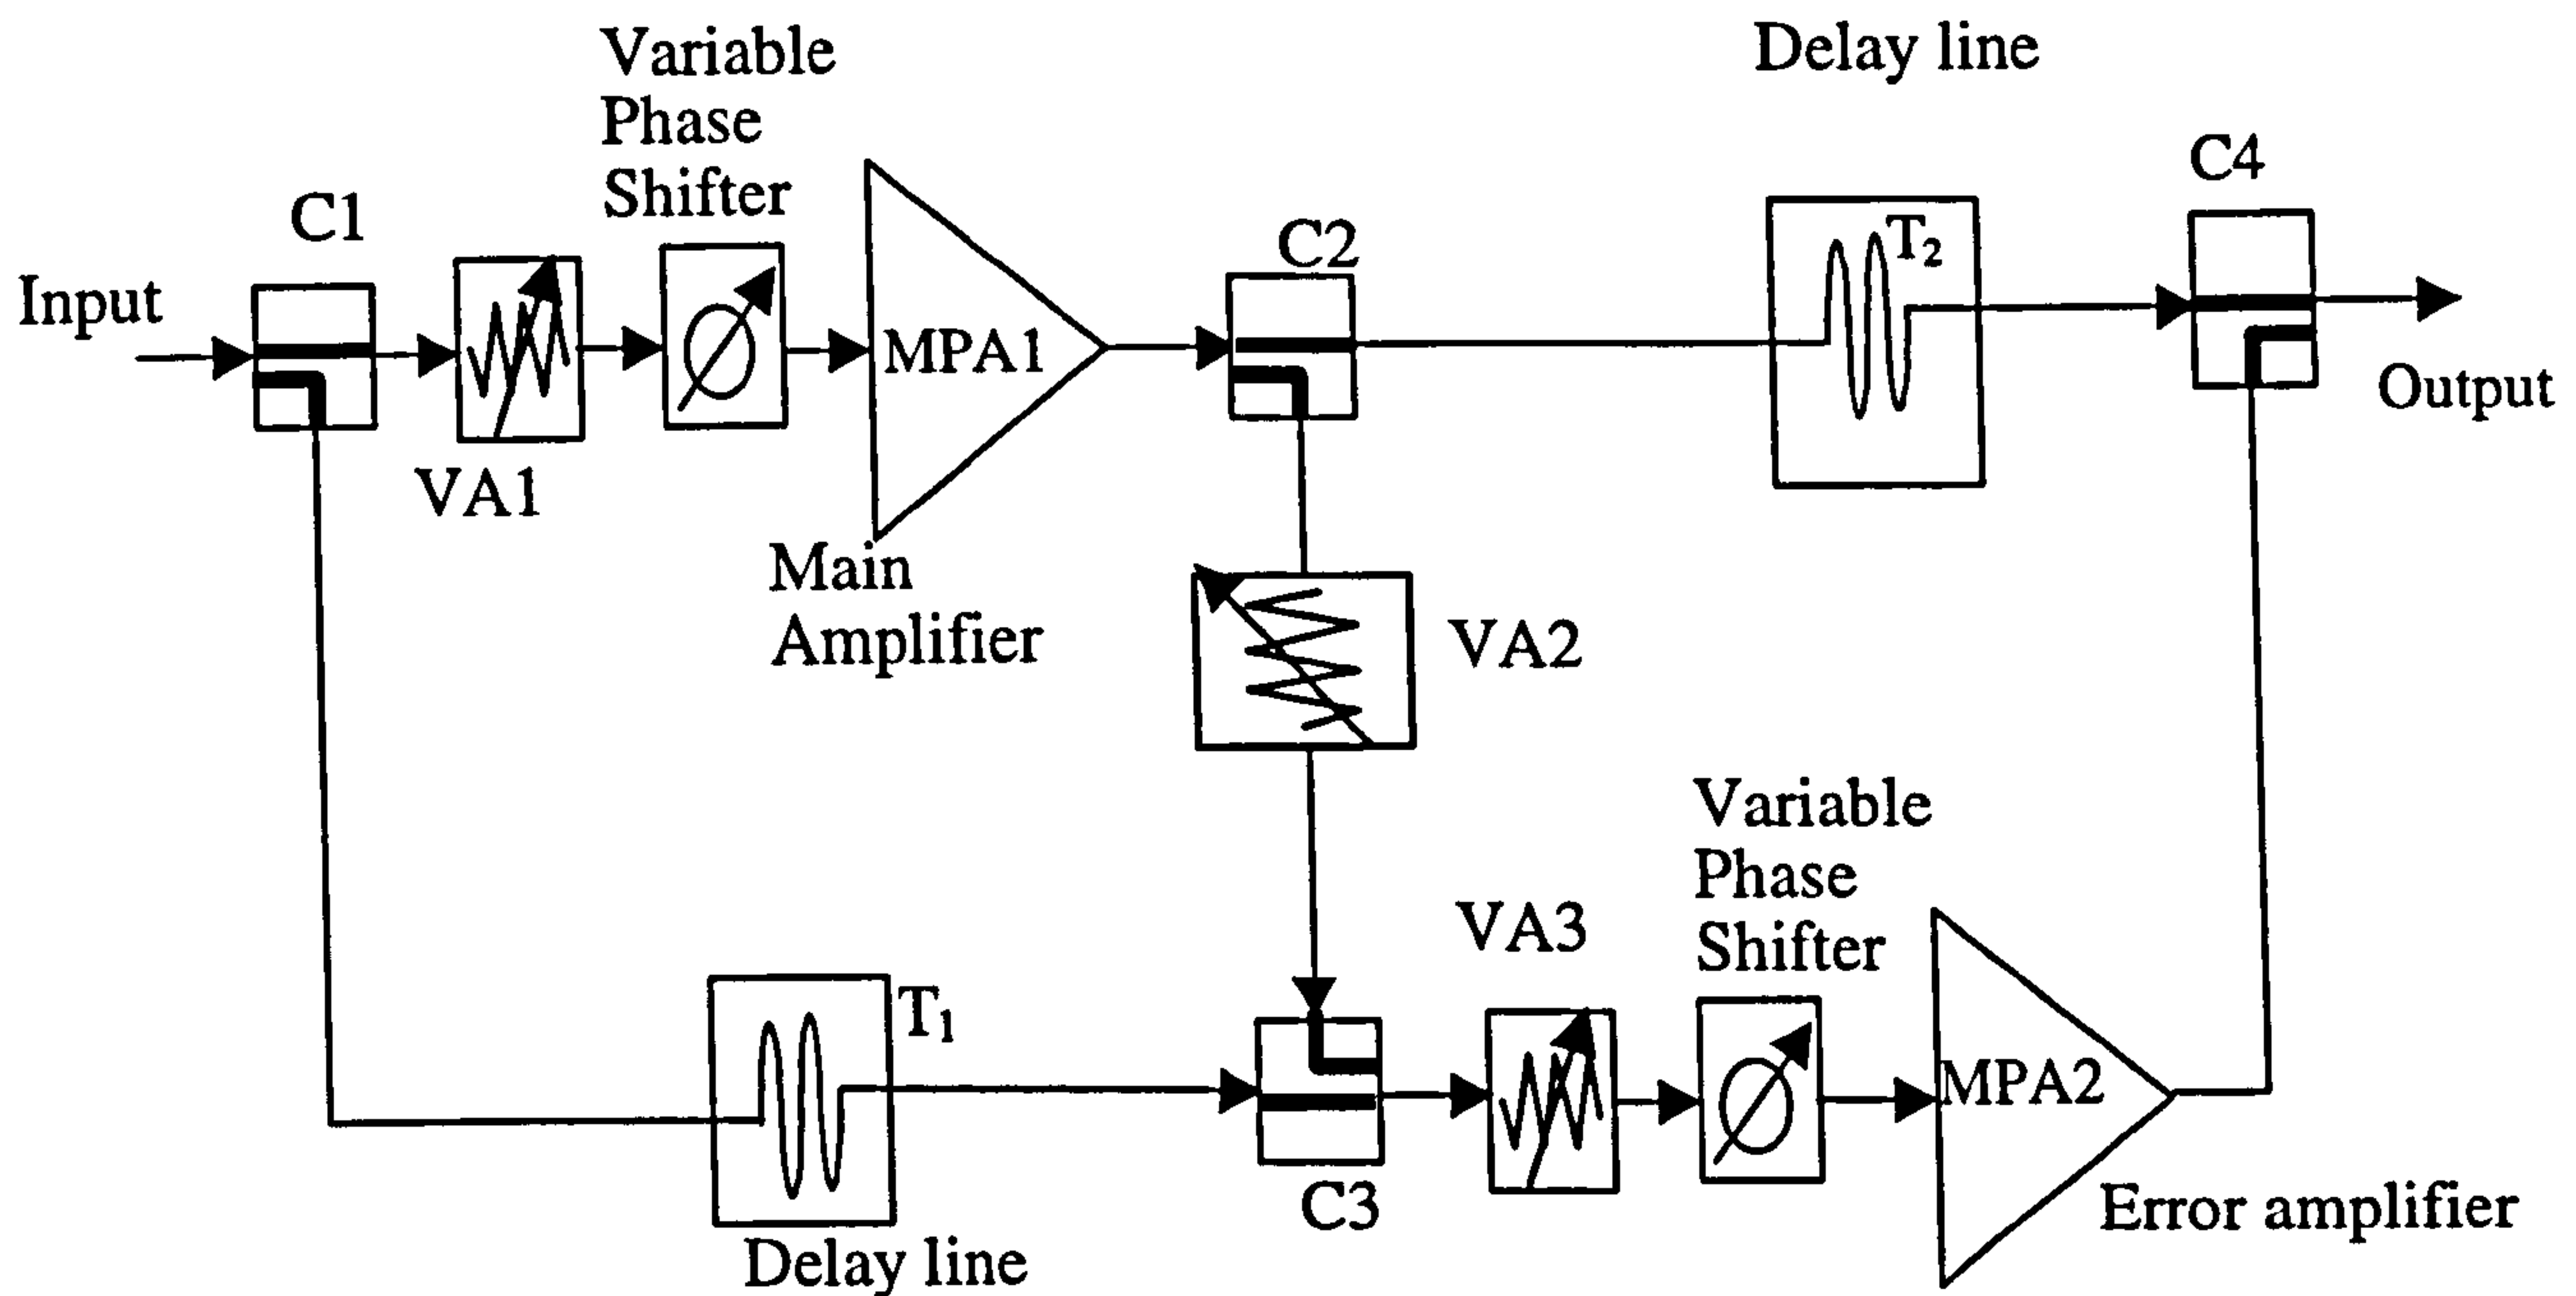 Variable
Phase
Shifter
Delay line
C1
C2
T₂
C4
Input
MPA1
Output
VA1
Main
Amplifier
VA2
Variable
Phase
Shifter
VA3
T₁
MPA2
C3
Delay line
Error amplifier